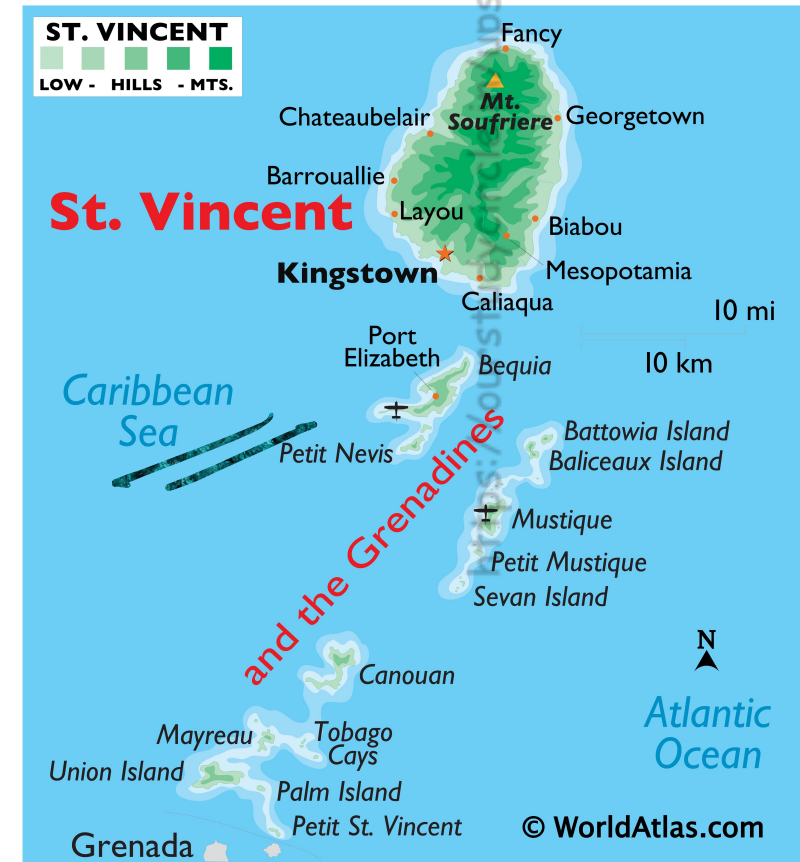 ST. VINCENT
LOW - HILLS - MTS.
Fancy
Mt.
Soufriere
Chateaubelair
Georgetown
Barrouallie
St. Vincent
Layou
Biabou
Kingstown
Mesopotamia
Caliaqua
10 mi
10 km
Port
Elizabeth
Bequia
Caribbean
Sea
Petit Nevis
Battowia Island
Baliceaux Island
and the Grenadines
Mustique
Petit Mustique
Sevan Island
N
Canouan
Atlantic
Ocean
Mayreau
Tobago
Cays
Union Island
Palm Island
Petit St. Vincent
Grenada
© WorldAtlas.com